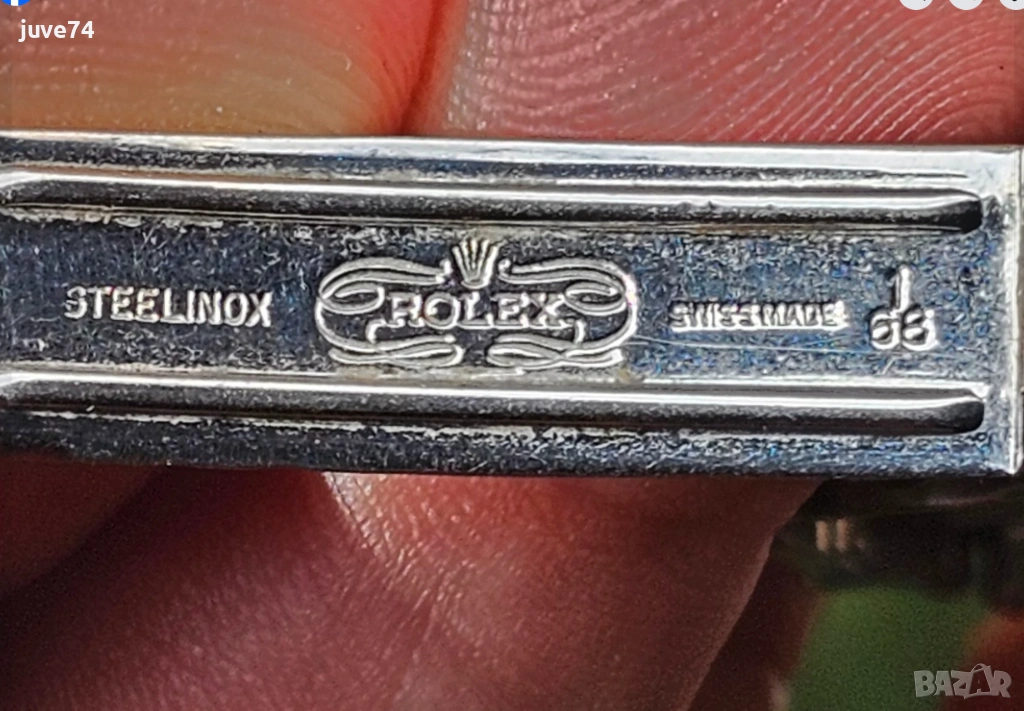 juve74
STEELINOX
ROLEX
SWISS MADE
1
68
BAZAR